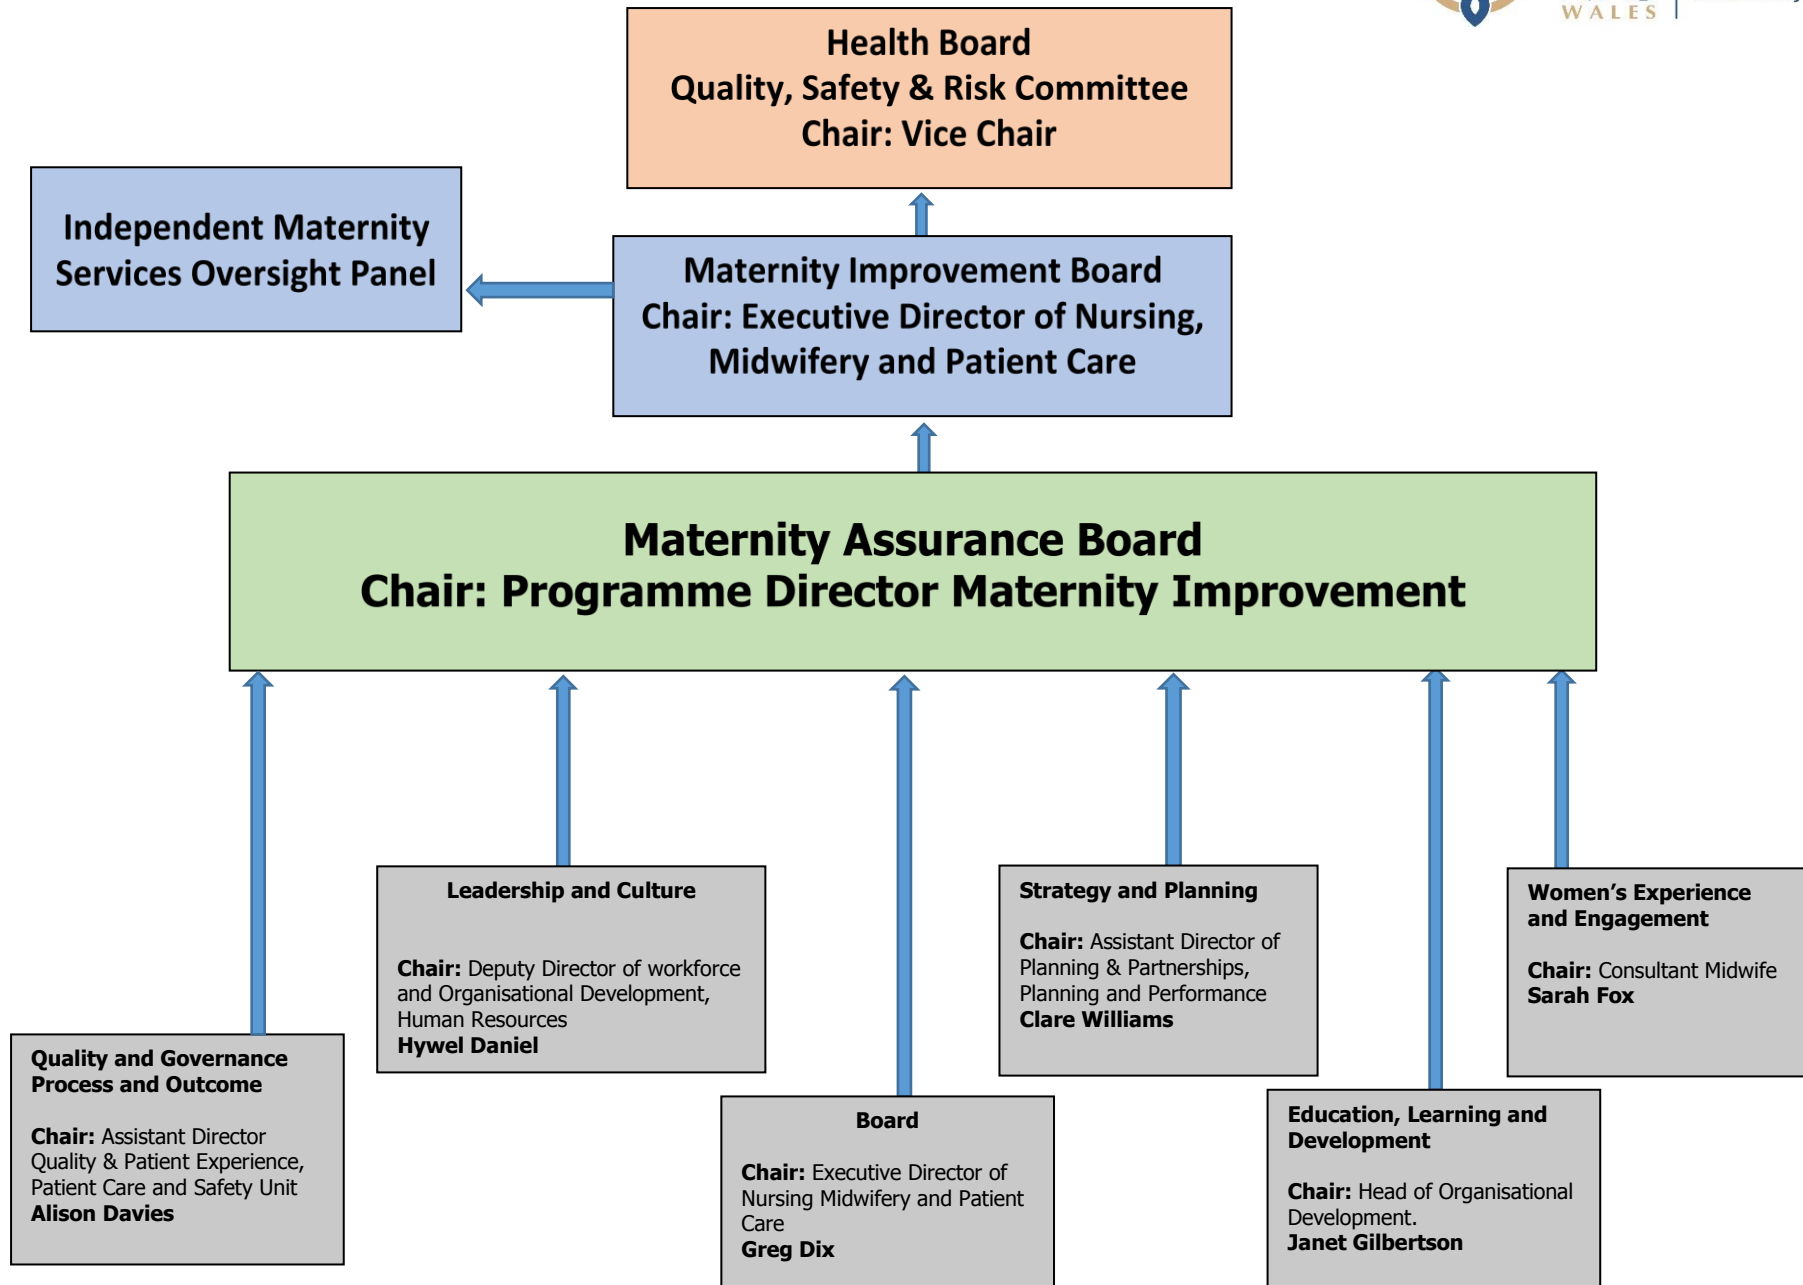 WALES
Health Board
Quality, Safety & Risk Committee
Chair: Vice Chair
Independent Maternity
Services Oversight Panel
Maternity Improvement Board
Chair: Executive Director of Nursing,
Midwifery and Patient Care
Maternity Assurance Board
Chair: Programme Director Maternity Improvement
Leadership and Culture
Chair: Deputy Director of workforce
and Organisational Development,
Human Resources
Hywel Daniel
Strategy and Planning
Chair: Assistant Director of
Planning & Partnerships,
Planning and Performance
Clare Williams
Women’s Experience
and Engagement
Chair: Consultant Midwife
Sarah Fox
Quality and Governance
Process and Outcome
Chair: Assistant Director
Quality & Patient Experience,
Patient Care and Safety Unit
Alison Davies
Board
Chair: Executive Director of
Nursing Midwifery and Patient
Care
Greg Dix
Education, Learning and
Development
Chair: Head of Organisational
Development.
Janet Gilbertson